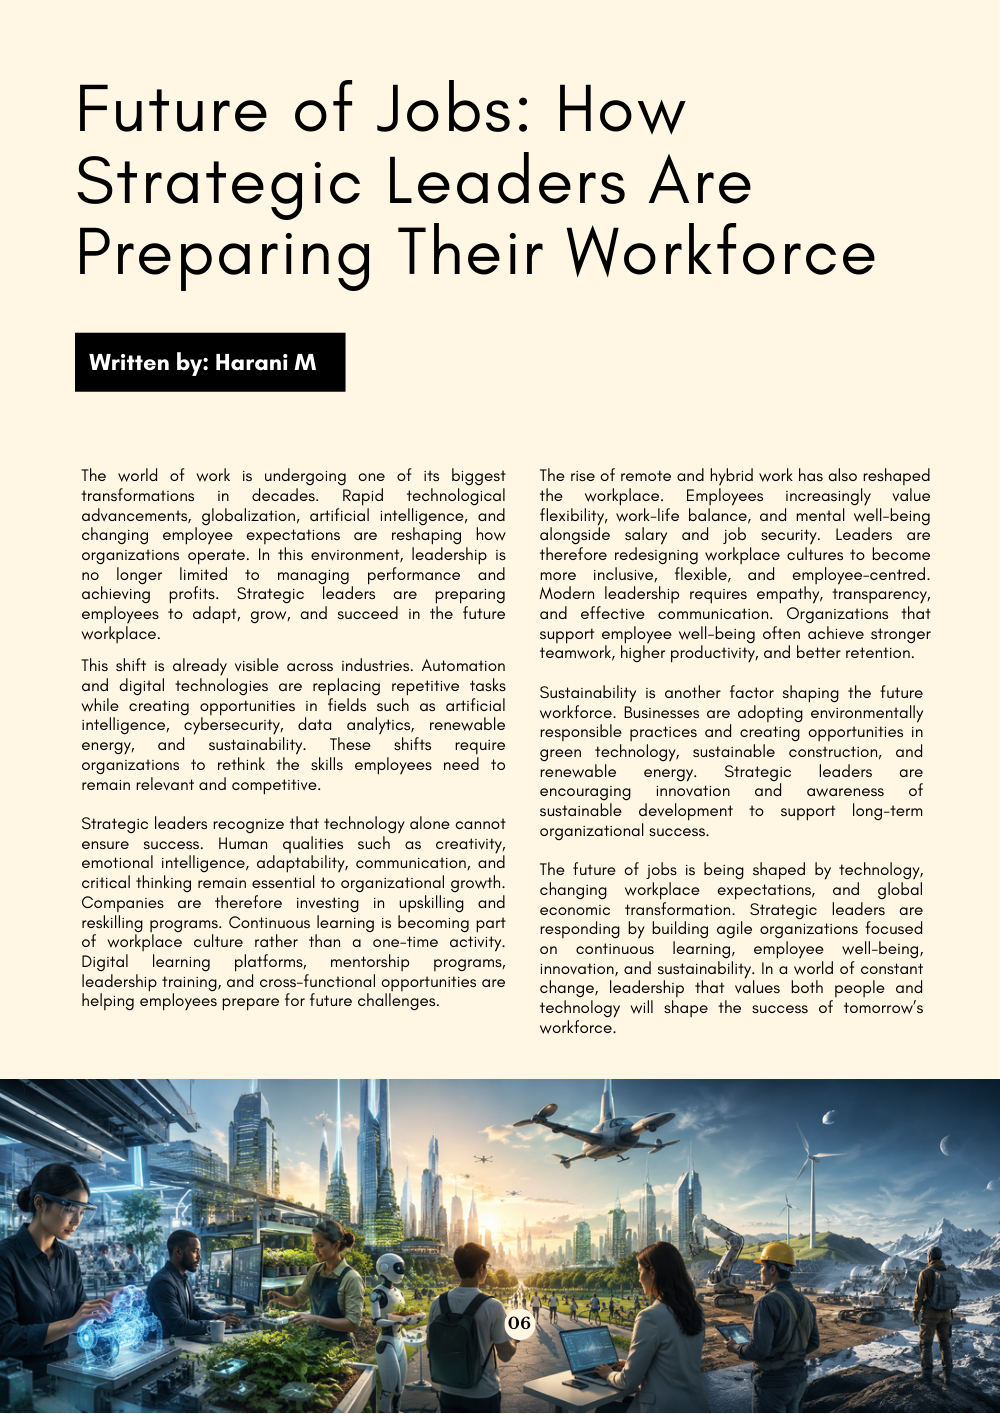 Future of Jobs: How
Strategic Leaders Are
Preparing Their Workforce
Written by: Harani M
The world of work is undergoing one of its biggest
transformations in decades. Rapid technological
advancements, globalization, artificial intelligence, and
changing employee expectations are reshaping how
organizations operate. In this environment, leadership is
no longer limited to managing performance and
achieving profits. Strategic leaders are preparing
employees to adapt, grow, and succeed in the future
workplace.
This shift is already visible across industries. Automation
and digital technologies are replacing repetitive tasks
while creating opportunities in fields such as artificial
intelligence, cybersecurity, data analytics, renewable
energy, and sustainability. These shifts require
organizations to rethink the skills employees need to
remain relevant and competitive.
Strategic leaders recognize that technology alone cannot
ensure success. Human qualities such as creativity,
emotional intelligence, adaptability, communication, and
critical thinking remain essential to organizational growth.
Companies are therefore investing in upskilling and
reskilling programs. Continuous learning is becoming part
of workplace culture rather than a one-time activity.
Digital learning platforms, mentorship programs,
leadership training, and cross-functional opportunities are
helping employees prepare for future challenges.
The rise of remote and hybrid work has also reshaped
the workplace. Employees increasingly value
flexibility, work-life balance, and mental well-being
alongside salary and job security. Leaders are
therefore redesigning workplace cultures to become
more inclusive, flexible, and employee-centred.
Modern leadership requires empathy, transparency,
and effective communication. Organizations that
support employee well-being often achieve stronger
teamwork, higher productivity, and better retention.
Sustainability is another factor shaping the future
workforce. Businesses are adopting environmentally
responsible practices and creating opportunities in
green technology, sustainable construction, and
renewable energy. Strategic leaders are
encouraging innovation and awareness of
sustainable development to support long-term
organizational success.
The future of jobs is being shaped by technology,
changing workplace expectations, and global
economic transformation. Strategic leaders are
responding by building agile organizations focused
on continuous learning, employee well-being,
innovation, and sustainability. In a world of constant
change, leadership that values both people and
technology will shape the success of tomorrow's
workforce.
06